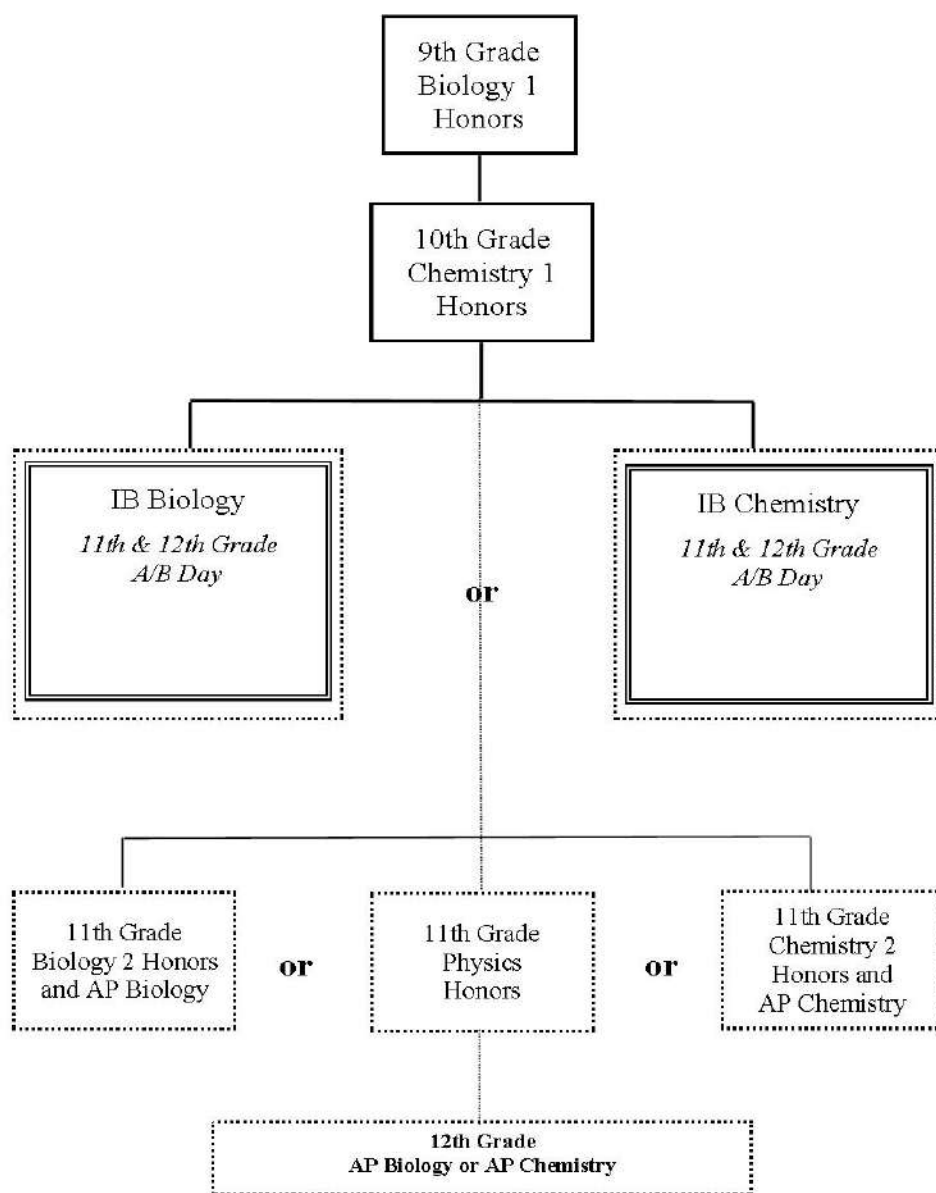 9th Grade
Biology 1
Honors
10th Grade
Chemistry 1
Honors
IB Biology
11th & 12th Grade
A/B Day
or
IB Chemistry
11th & 12th Grade
A/B Day
11th Grade
Biology 2 Honors
and AP Biology
or
11th Grade
Physics
Honors
or
11th Grade
Chemistry 2
Honors and
AP Chemistry
12th Grade
AP Biology or AP Chemistry